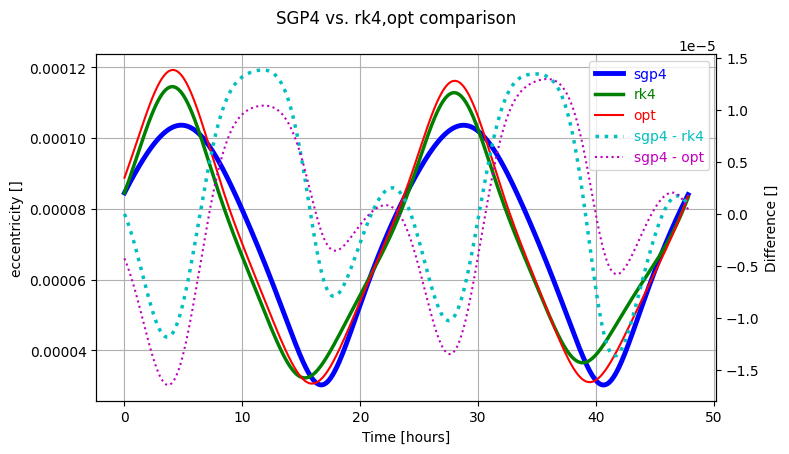 SGP4 vs. rk4,opt comparison
1e−5
0.00012
0.00010
0.00008
0.00006
0.00004
eccentricity []
sgp4
rk4
opt
sgp4 - rk4
sgp4 - opt
1.5
1.0
0.5
0.0
−0.5
−1.0
−1.5
Difference []
0
10
20
30
40
50
Time [hours]